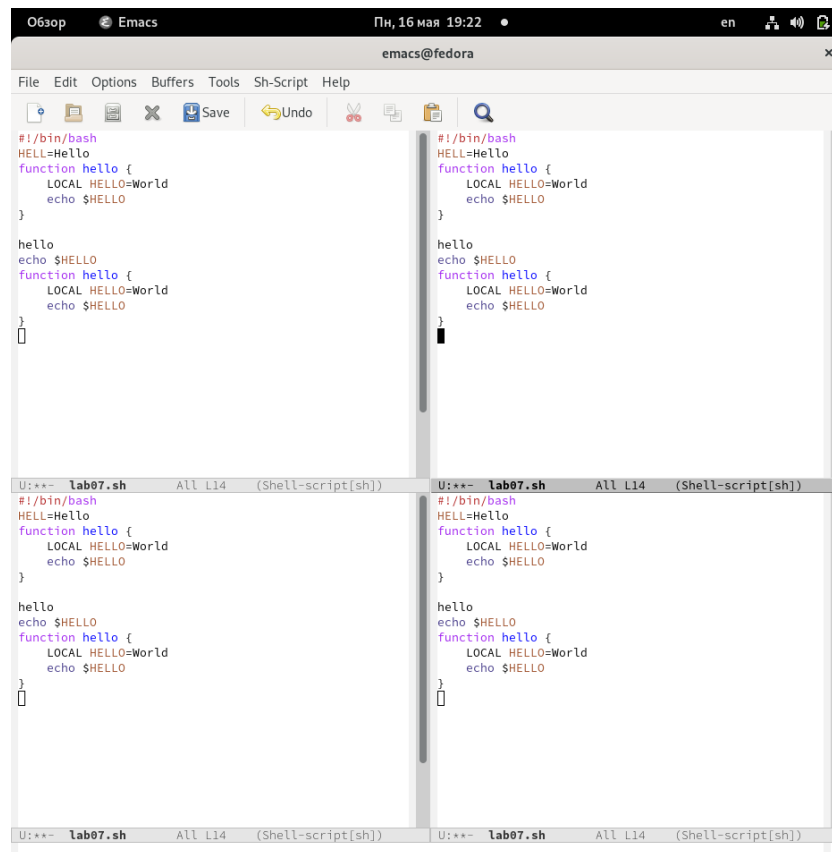 Обзор Emacs Пн, 16 мая 19:22 en
emacs@fedora
File Edit Options Buffers Tools Sh-Script Help
Save Undo
#!/bin/bash
HELL=Hello
function hello {
    LOCAL HELLO=World
    echo $HELLO
}
hello
echo $HELLO
function hello {
    LOCAL HELLO=World
    echo $HELLO
}
U:**- lab07.sh All L14 (Shell-script[sh])
#!/bin/bash
HELL=Hello
function hello {
    LOCAL HELLO=World
    echo $HELLO
}
hello
echo $HELLO
function hello {
    LOCAL HELLO=World
    echo $HELLO
}
U:**- lab07.sh All L14 (Shell-script[sh])
#!/bin/bash
HELL=Hello
function hello {
    LOCAL HELLO=World
    echo $HELLO
}
hello
echo $HELLO
function hello {
    LOCAL HELLO=World
    echo $HELLO
}
U:**- lab07.sh All L14 (Shell-script[sh])
#!/bin/bash
HELL=Hello
function hello {
    LOCAL HELLO=World
    echo $HELLO
}
hello
echo $HELLO
function hello {
    LOCAL HELLO=World
    echo $HELLO
}
U:**- lab07.sh All L14 (Shell-script[sh])